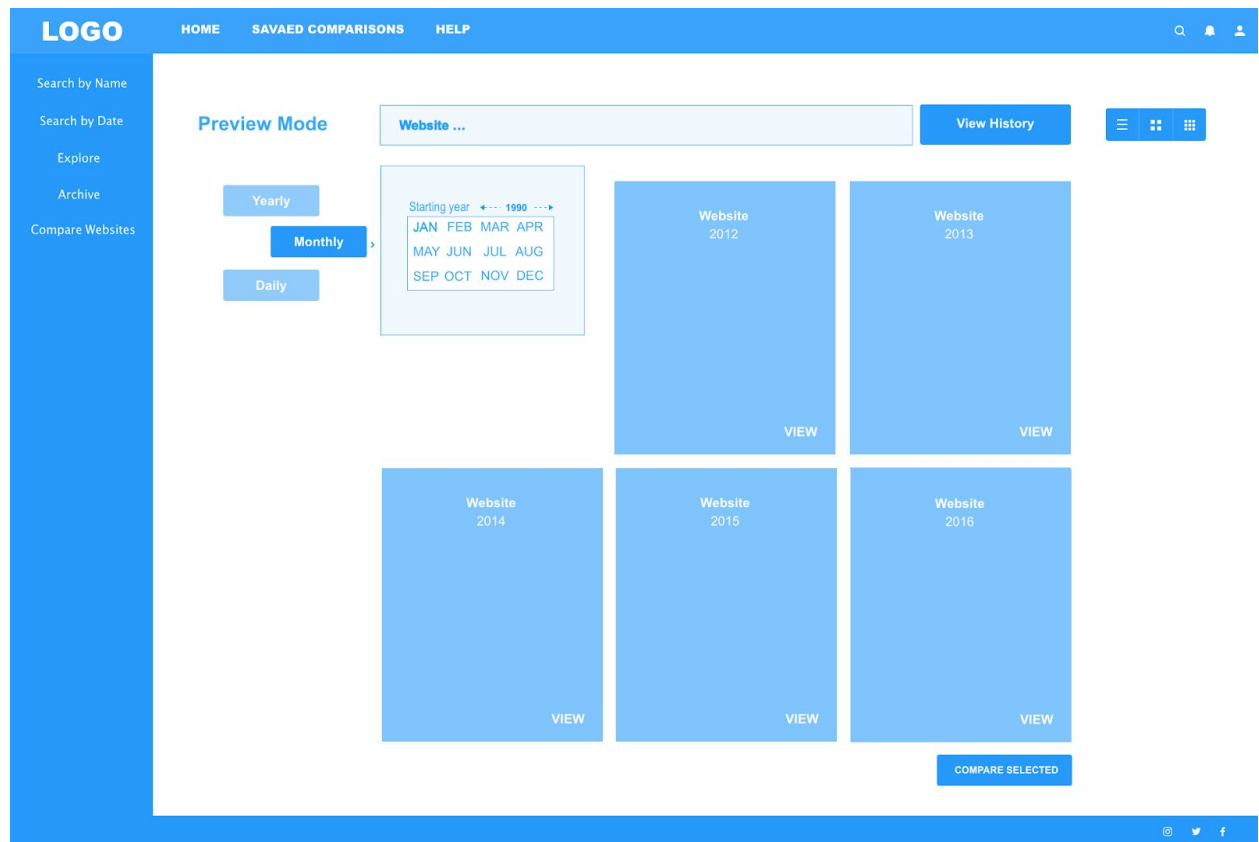 LOGO
HOME SAVAED COMPARISONS HELP
Search by Name
Search by Date
Explore
Archive
Compare Websites
Preview Mode
Website ...
View History
Yearly
Monthly
Daily
Starting year 1990
JAN FEB MAR APR
MAY JUN JUL AUG
SEP OCT NOV DEC
Website
2012
VIEW
Website
2013
VIEW
Website
2014
VIEW
Website
2015
VIEW
Website
2016
VIEW
COMPARE SELECTED